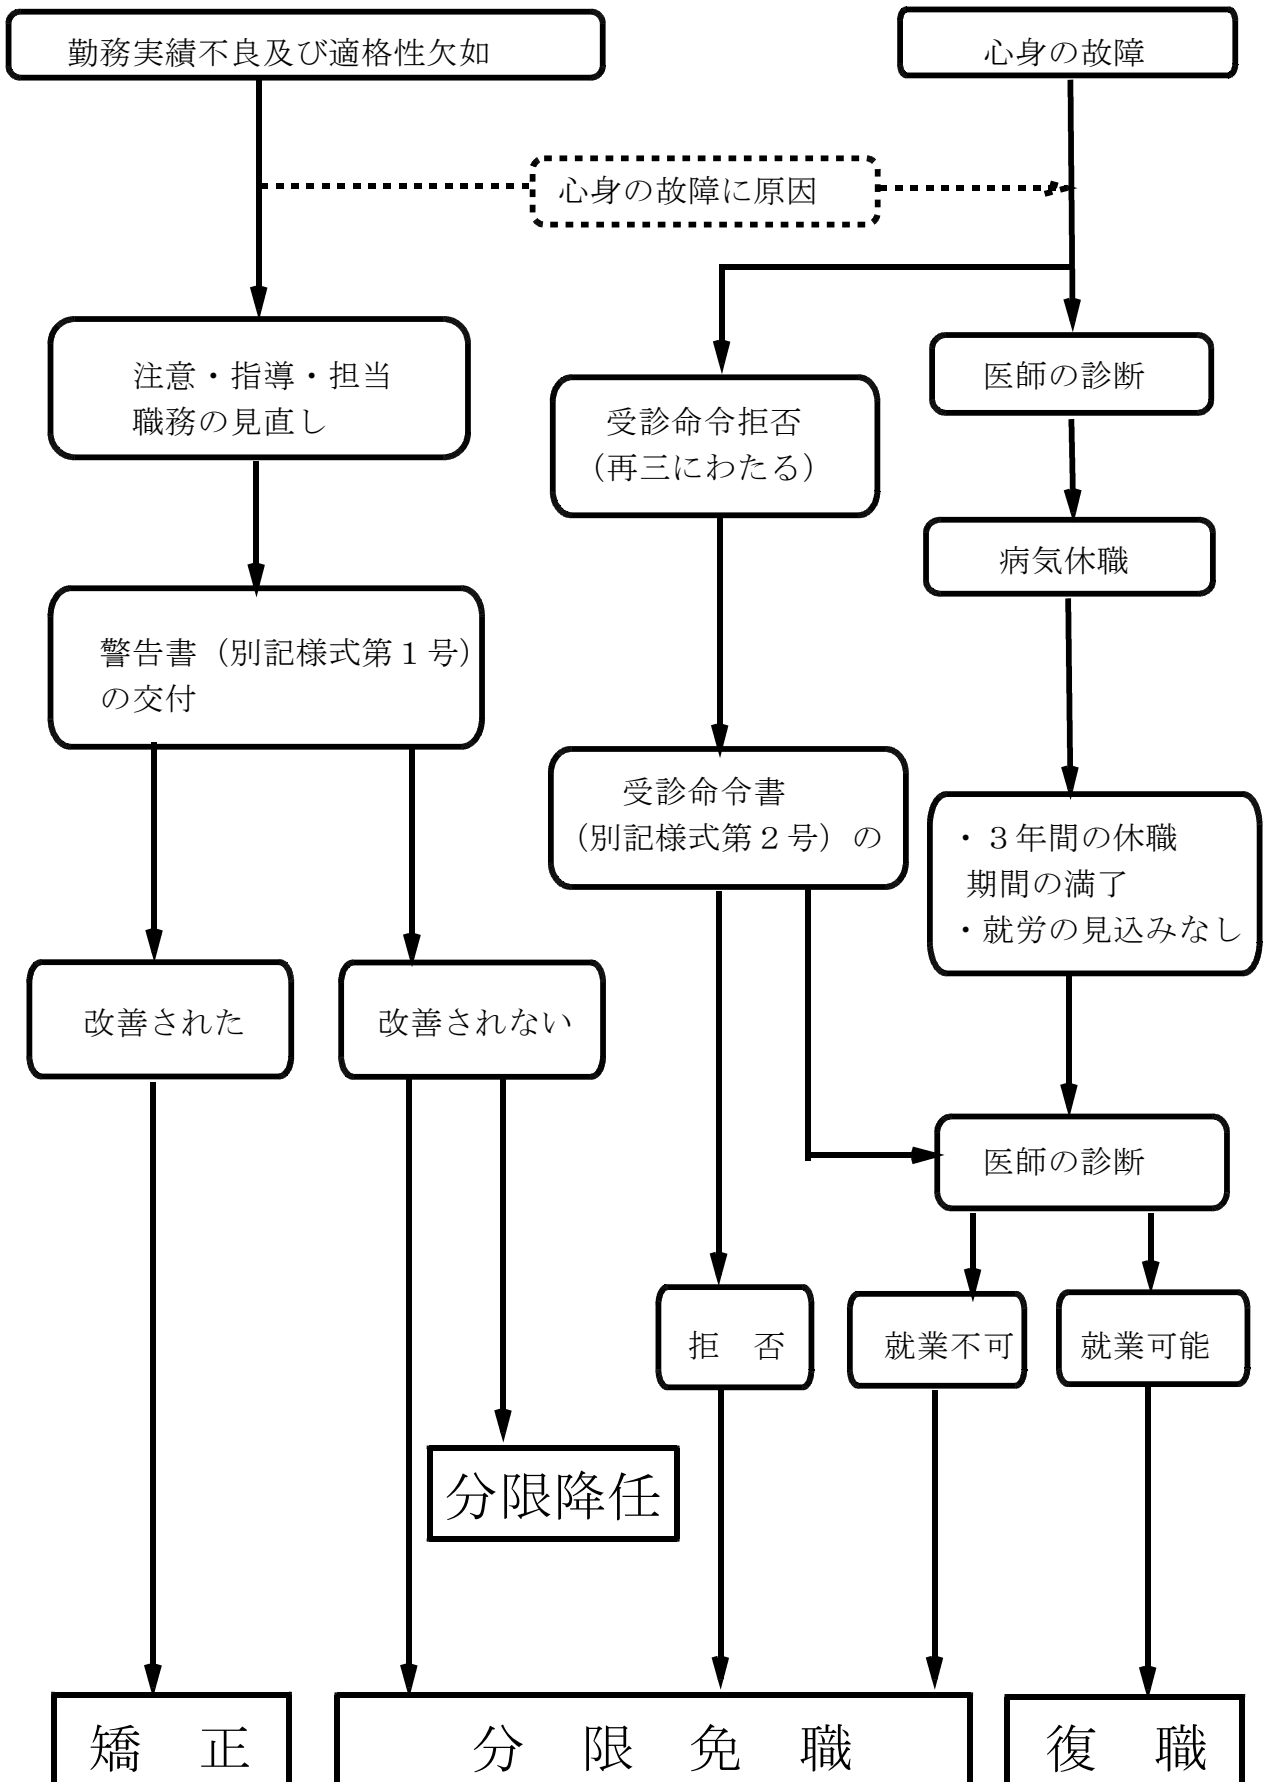 勤務実績不良及び適格性欠如
心身の故障
心身の故障に原因
注意・指導・担当
職務の見直し
医師の診断
受診命令拒否
（再三にわたる）
病気休職
警告書（別記様式第１号）
の交付
受診命令書
（別記様式第２号）の
・３年間の休職
期間の満了
・就労の見込みなし
改善された
改善されない
医師の診断
拒　否
就業不可
就業可能
分限降任
矯　正
分　限　免　職
復　職